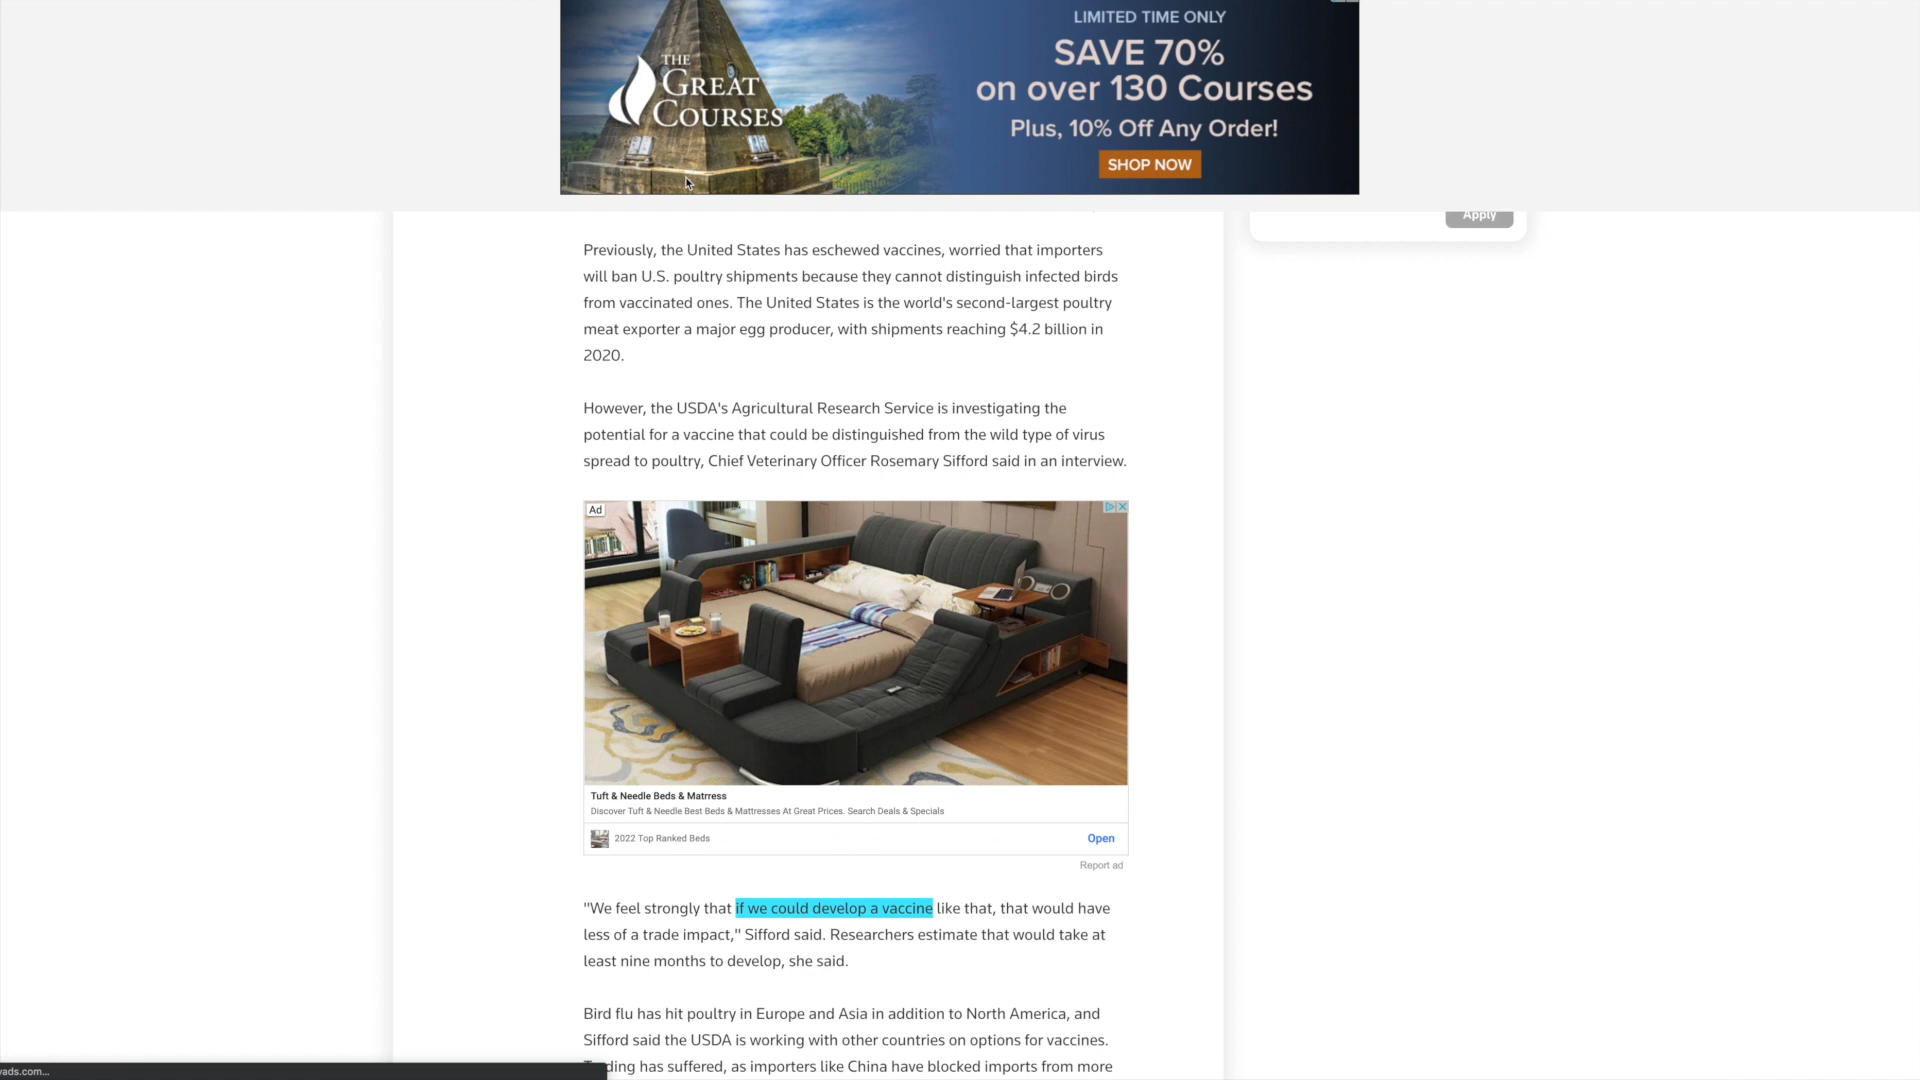 LIMITED TIME ONLY
THE
GREAT
COURSES
SAVE 70%
on over 130 Courses
Plus, 10% Off Any Order!
SHOP NOW
Apply
Previously, the United States has eschewed vaccines, worried that importers
will ban U.S. poultry shipments because they cannot distinguish infected birds
from vaccinated ones. The United States is the world's second-largest poultry
meat exporter a major egg producer, with shipments reaching $4.2 billion in
2020.
However, the USDA's Agricultural Research Service is investigating the
potential for a vaccine that could be distinguished from the wild type of virus
spread to poultry, Chief Veterinary Officer Rosemary Sifford said in an interview.
Ad
Tuft & Needle Beds & Matrress
Discover Tuft & Needle Best Beds & Mattresses At Great Prices. Search Deals & Specials
2022 Top Ranked Beds
Open
Report ad
"We feel strongly that if we could develop a vaccine like that, that would have
less of a trade impact," Sifford said. Researchers estimate that would take at
least nine months to develop, she said.
Bird flu has hit poultry in Europe and Asia in addition to North America, and
Sifford said the USDA is working with other countries on options for vaccines.
ding has suffered, as importers like China have blocked imports from more
vads.com...